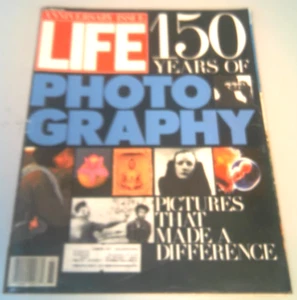 ANNIVERSARY ISSUE
LIFE
150
YEARS OF
PHOTO
GRAPHY
PICTURES
THAT
MADE A
DIFFERENCE